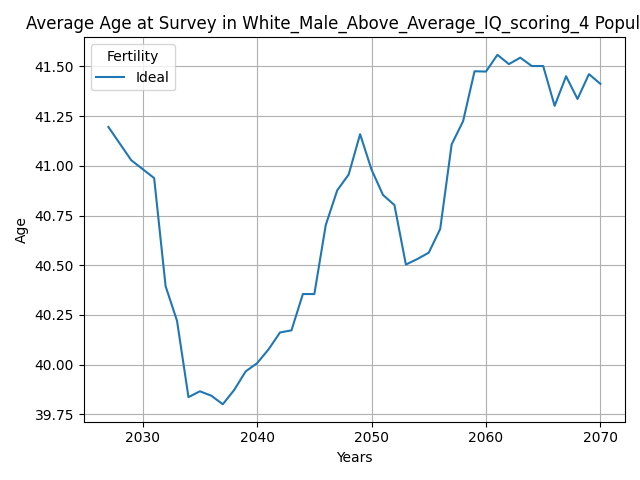 Average Age at Survey in White_Male_Above_Average_IQ_scoring_4 Popul
Fertility
Ideal
41.50
41.25
41.00
40.75
40.50
40.25
40.00
39.75
Age
2030 2040 2050 2060 2070
Years